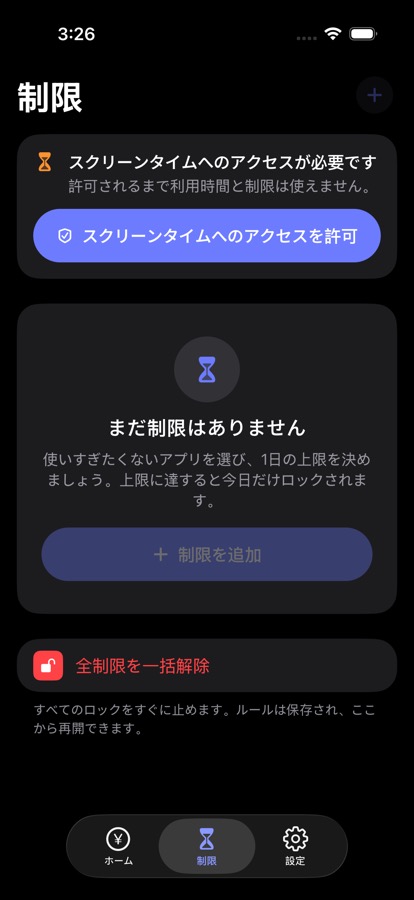 3:26
制限
スクリーンタイムへのアクセスが必要です
許可されるまで利用時間と制限は使えません。
スクリーンタイムへのアクセスを許可
まだ制限はありません
使いすぎたくないアプリを選び、1日の上限を決め
ましょう。上限に達すると今日だけロックされま
す。
+ 制限を追加
全制限を一括解除
すべてのロックをすぐに止めます。ルールは保存され、ここ
から再開できます。
¥
ホーム 制限 設定